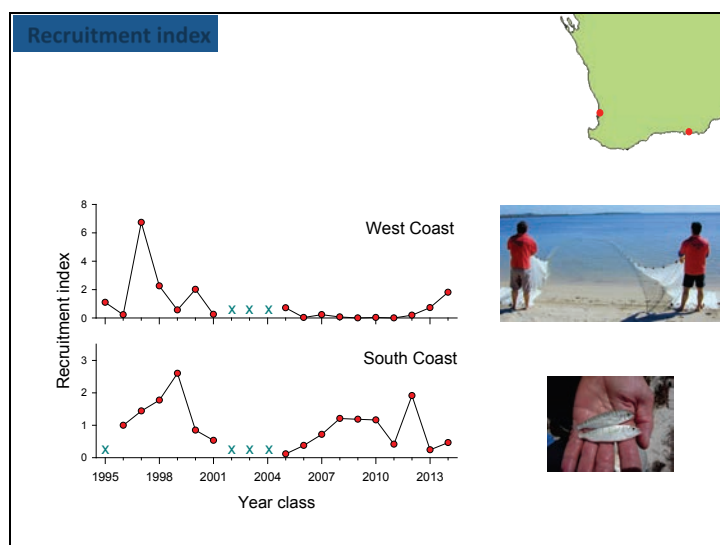 Recruitment index
8
6
4
2
0
West Coast
x x x
Recruitment index
3
2
1
0
South Coast
x x x x
1995 1998 2001 2004 2007 2010 2013
Year class